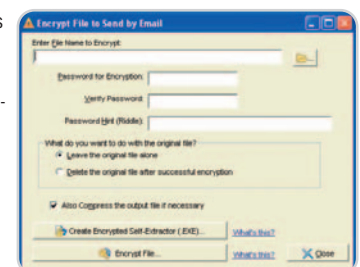 s
Encrypt File to Send by Email
Enter File Name to Encrypt:
-
Password for Encryption:
Verify Password:
Password Hint (Riddle):
What do you want to do with the original file?
Leave the original file alone
Delete the original file after successful encryption
Also Compress the output file if necessary
Create Encrypted Self-Extractor (.EXE)... What's this?
Encrypt File... What's this? Close